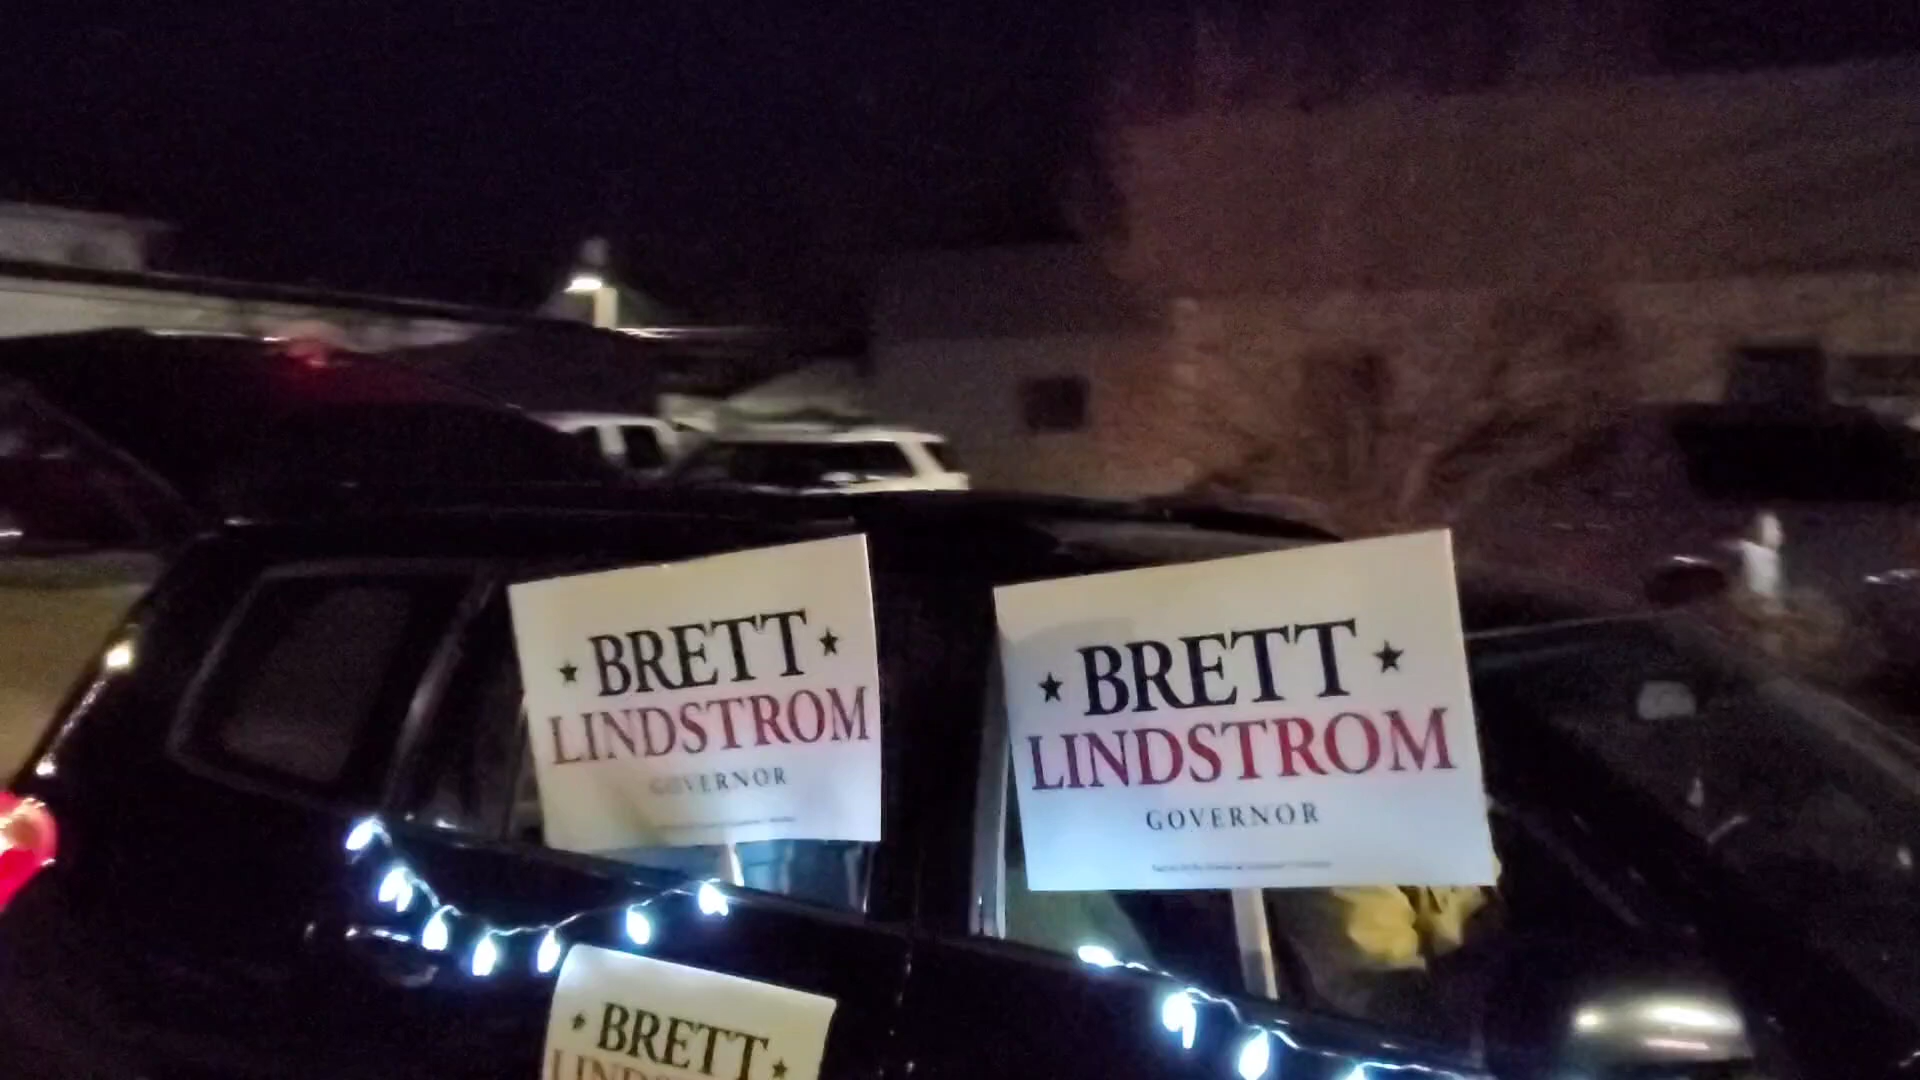 ★ BRETT ★
LINDSTROM
GOVERNOR
★ BRETT ★
LINDSTROM
GOVERNOR
★ BRETT ★